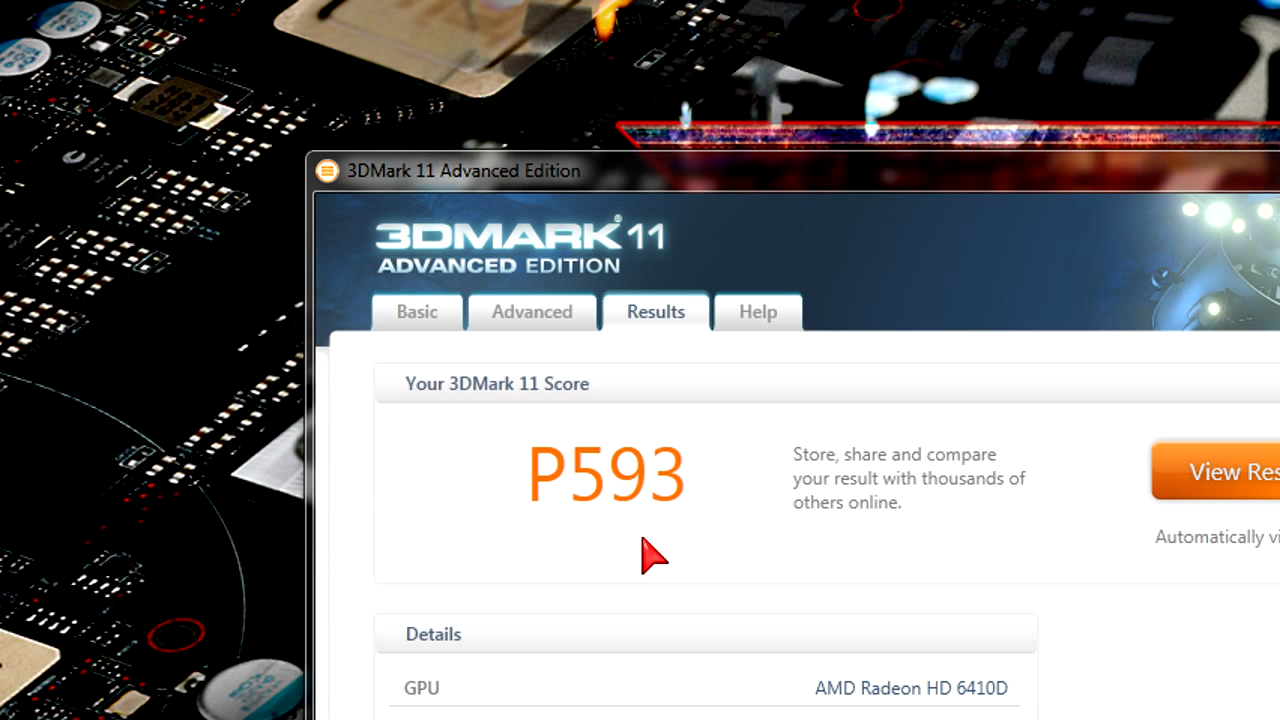 3DMark 11 Advanced Edition
3DMARK® 11
ADVANCED EDITION
Basic
Advanced
Results
Help
Your 3DMark 11 Score
P593
Store, share and compare
your result with thousands of
others online.
View Res
Automatically vi
Details
GPU
AMD Radeon HD 6410D